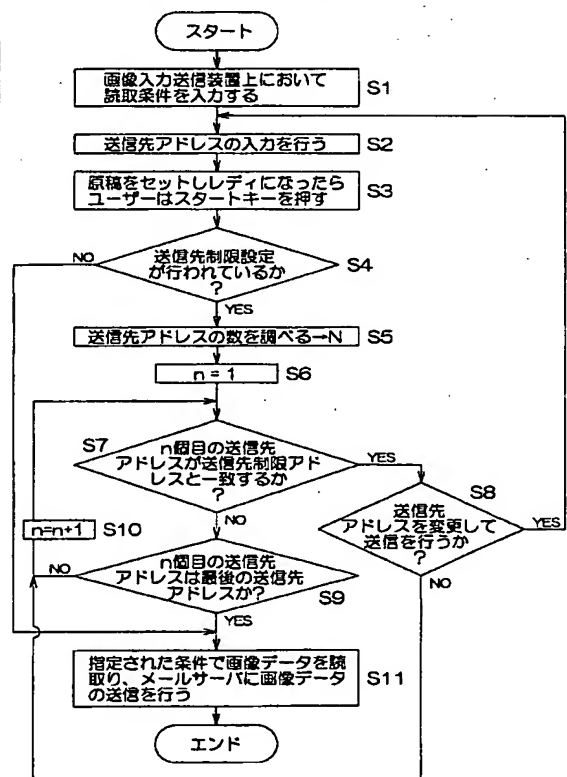 スタート
画像入力送信装置上において
読取条件を入力する
S1
送信先アドレスの入力を行う
S2
原稿をセットしレディになったら
ユーザーはスタートキーを押す
S3
送信先制限設定
が行われているか
?
S4
NO
YES
送信先アドレスの数を調べる→N
S5
n = 1
S6
S7
n個目の送信先
アドレスが送信先制限アド
レスと一致するか
?
YES
NO
S8
送信先
アドレスを変更して
送信を行うか
?
YES
NO
n=n+1
S10
n個目の送信先
アドレスは最後の送信先
アドレスか?
S9
NO
YES
指定された条件で画像データを読
取り、メールサーバに画像データ
の送信を行う
S11
エンド